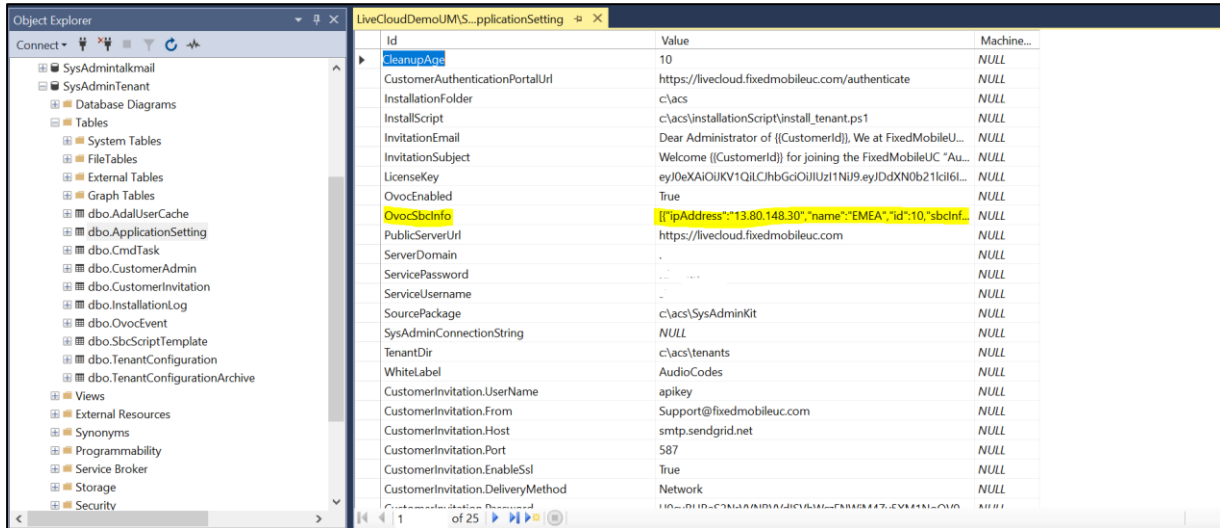 Object Explorer
Connect
SysAdmintalkmail
SysAdminTenant
Database Diagrams
Tables
System Tables
FileTables
External Tables
Graph Tables
dbo.AdalUserCache
dbo.ApplicationSetting
dbo.CmdTask
dbo.CustomerAdmin
dbo.CustomerInvitation
dbo.InstallationLog
dbo.OvocEvent
dbo.SbcScriptTemplate
dbo.TenantConfiguration
dbo.TenantConfigurationArchive
Views
External Resources
Synonyms
Programmability
Service Broker
Storage
Security
LiveCloudDemoUM\S...pplicationSetting
Id Value Machine...
CleanupAge 10 NULL
CustomerAuthenticationPortalUrl https://livecloud.fixedmobileuc.com/authenticate NULL
InstallationFolder c:\acs NULL
InstallScript c:\acs\installationScript\install_tenant.ps1 NULL
InvitationEmail Dear Administrator of {{CustomerId}}, We at FixedMobileU... NULL
InvitationSubject Welcome {{CustomerId}} for joining the FixedMobileUC "Au... NULL
LicenseKey NULL
OvocEnabled True NULL
OvocSbcInfo [{"ipAddress":"13.80.148.30","name":"EMEA","id":10,"sbcInf... NULL
PublicServerUrl https://livecloud.fixedmobileuc.com NULL
ServerDomain . NULL
ServicePassword NULL
ServiceUsername NULL
SourcePackage c:\acs\SysAdminKit NULL
SysAdminConnectionString NULL NULL
TenantDir c:\acs\tenants NULL
WhiteLabel AudioCodes NULL
CustomerInvitation.UserName apikey NULL
CustomerInvitation.From Support@fixedmobileuc.com NULL
CustomerInvitation.Host smtp.sendgrid.net NULL
CustomerInvitation.Port 587 NULL
CustomerInvitation.EnableSsl True NULL
CustomerInvitation.DeliveryMethod Network NULL
1 of 25